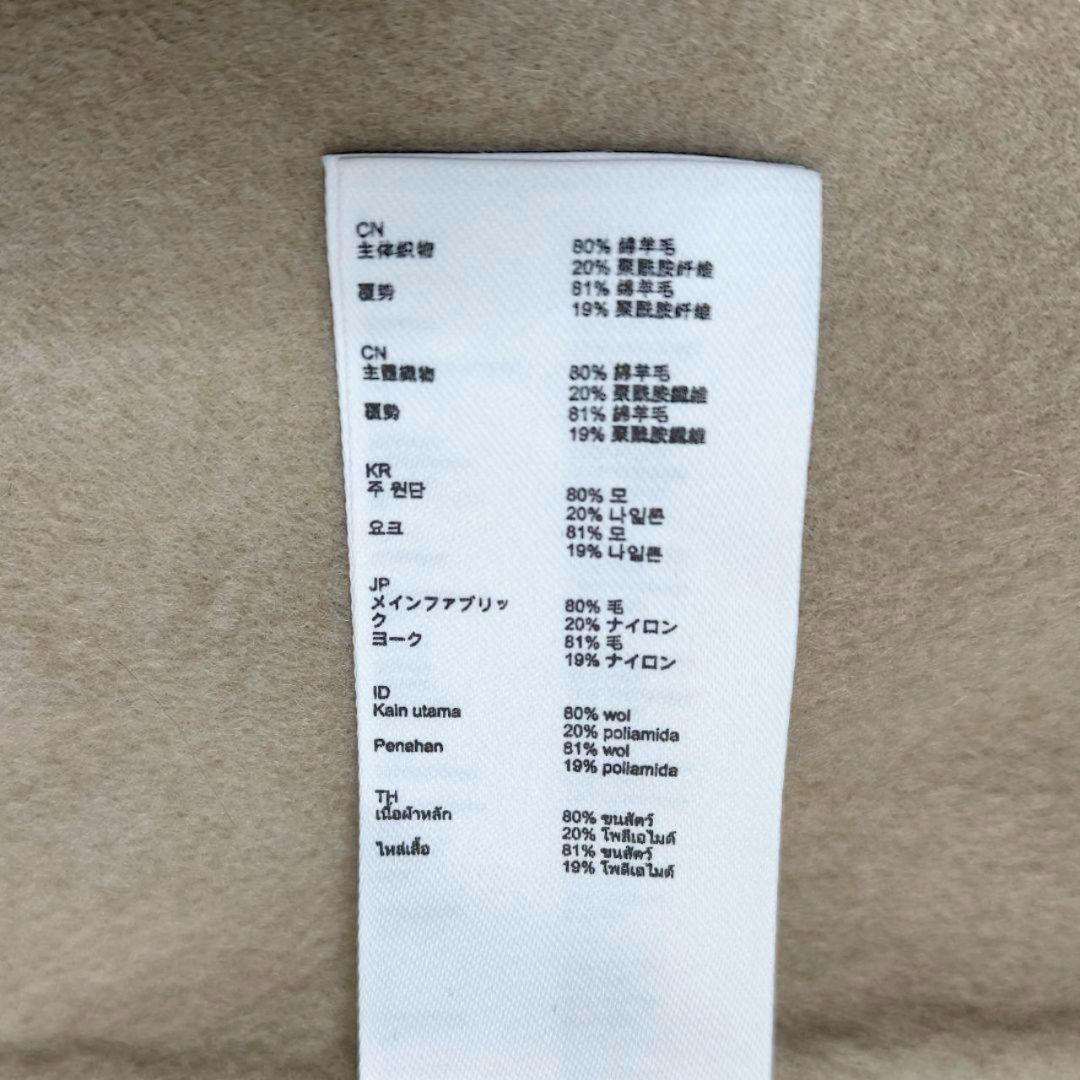 CN
主体织物
80% 綿羊毛
20% 聚酰胺纤维
覆势
81% 綿羊毛
19% 聚酰胺纤维
CN
主體織物
80% 綿羊毛
20% 聚酰胺纖維
覆勢
81% 綿羊毛
19% 聚酰胺纖維
KR
주 원단
80% 모
20% 나일론
요크
81% 모
19% 나일론
JP
メインファブリッ
ク
80% 毛
20% ナイロン
ヨーク
81% 毛
19% ナイロン
ID
Kain utama
80% wol
20% poliamida
Penahan
81% wol
19% poliamida
TH
เนื้อผ้าหลัก
80% ขนสัตว์
20% โพลีเอไมด์
ไหล่เสื้อ
81% ขนสัตว์
19% โพลีเอไมด์